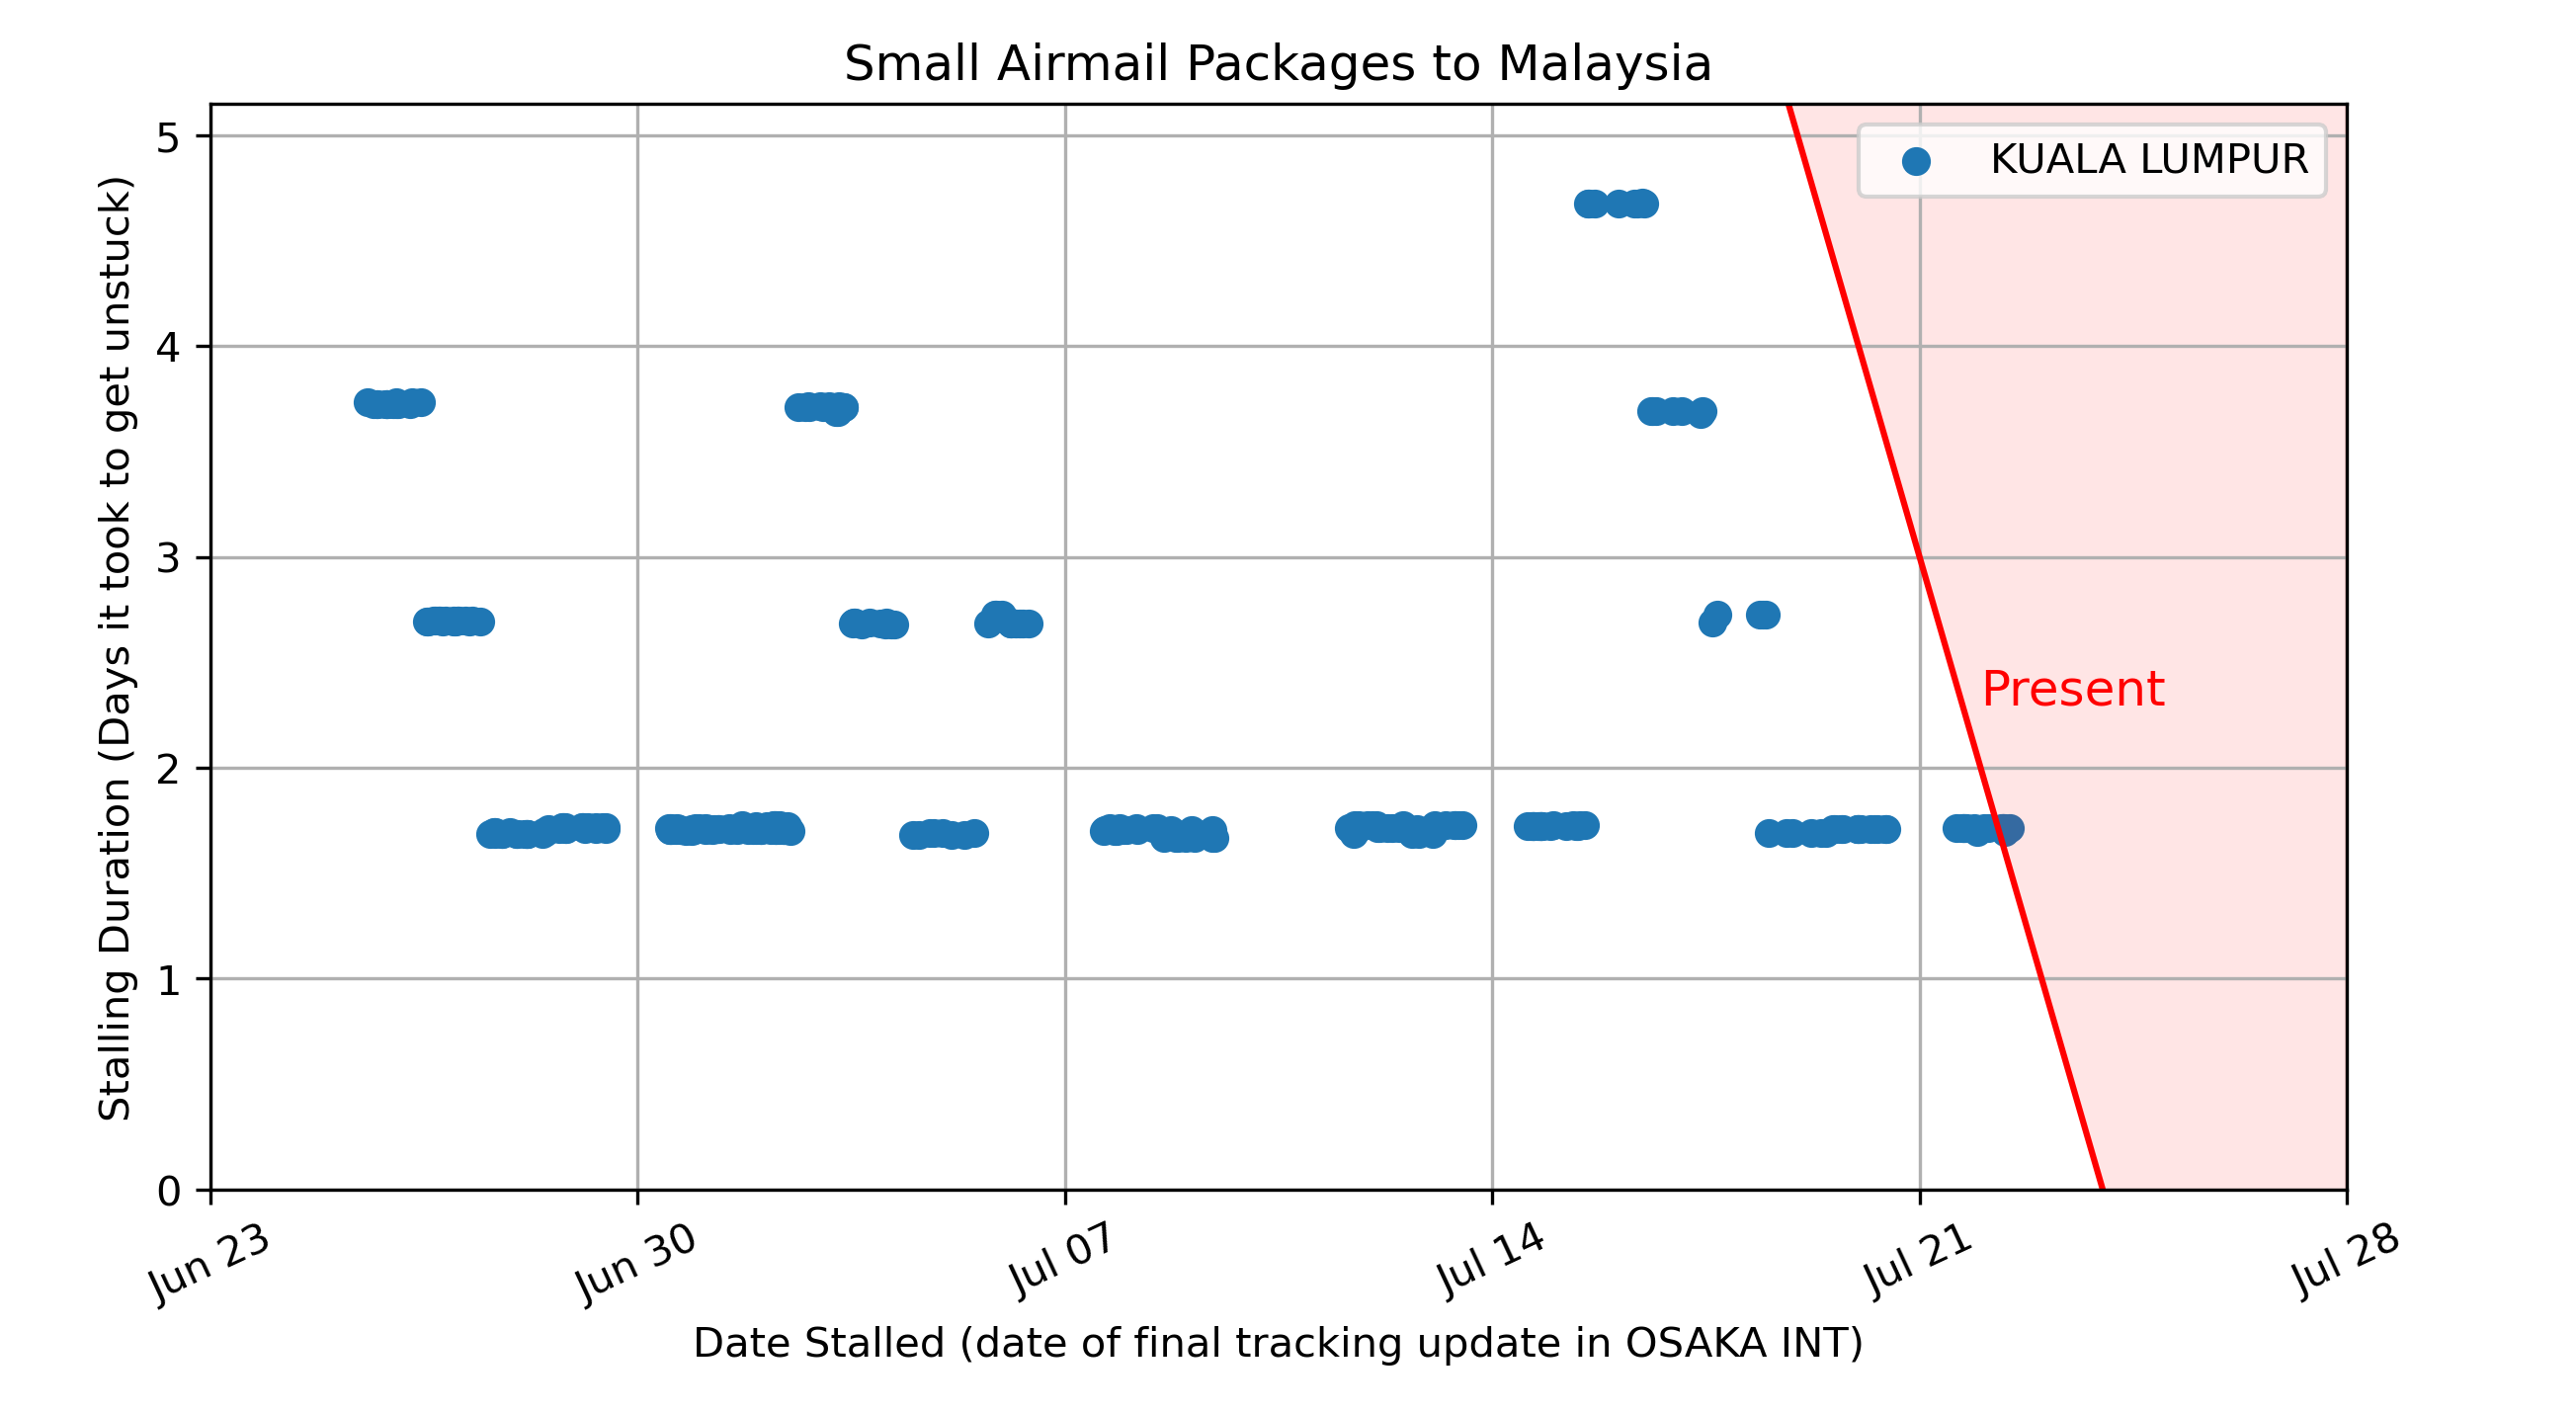 Small Airmail Packages to Malaysia
Stalling Duration (Days it took to get unstuck)
5
4
3
2
1
0
KUALA LUMPUR
Present
Jun 23
Jun 30
Jul 07
Jul 14
Jul 21
Jul 28
Date Stalled (date of final tracking update in OSAKA INT)